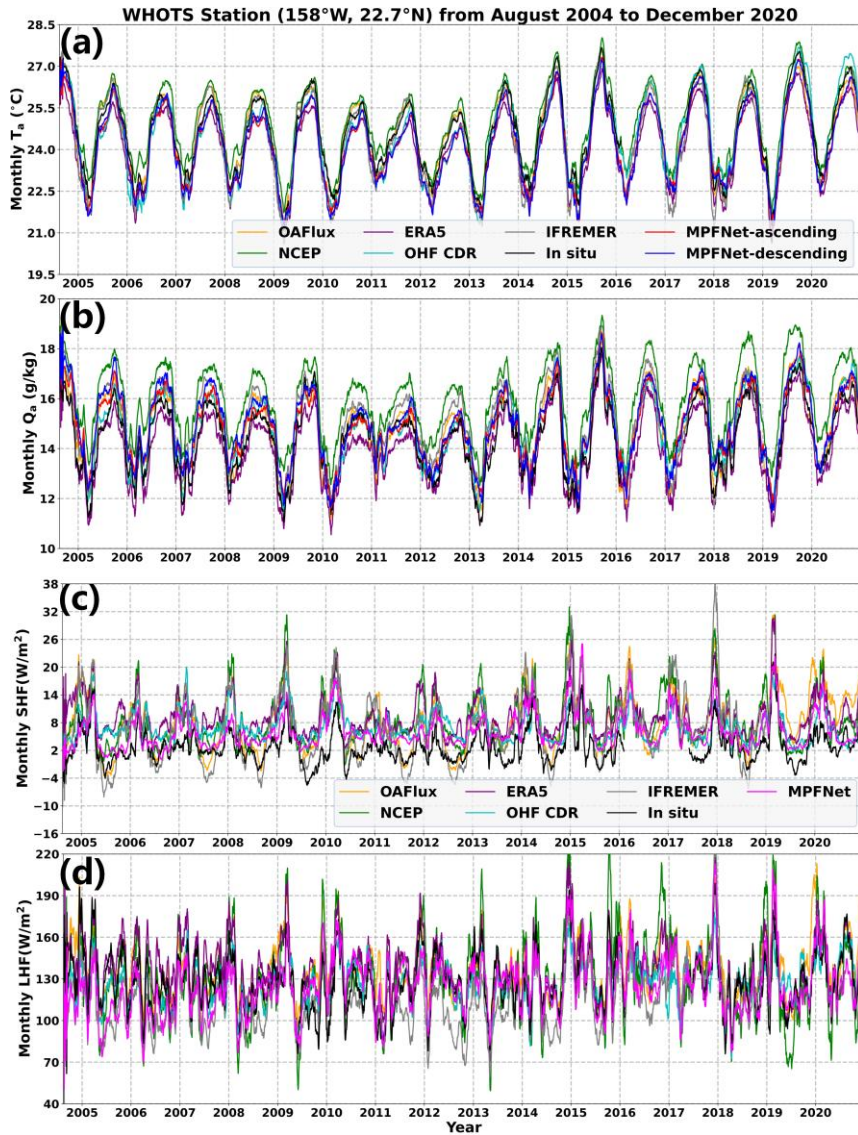 WHOTS Station (158°W, 22.7°N) from August 2004 to December 2020
(a)
Monthly Ta (°C)
28.5
27.0
25.5
24.0
22.5
21.0
19.5
OAFlux ERA5 IFREMER MPFNet-ascending
NCEP OHF CDR In situ MPFNet-descending
2005 2006 2007 2008 2009 2010 2011 2012 2013 2014 2015 2016 2017 2018 2019 2020
(b)
Monthly Qa (g/kg)
20
18
16
14
12
10
2005 2006 2007 2008 2009 2010 2011 2012 2013 2014 2015 2016 2017 2018 2019 2020
(c)
Monthly SHF(W/m²)
38
32
26
20
14
8
2
−4
−10
−16
OAFlux ERA5 IFREMER MPFNet
NCEP OHF CDR In situ
2005 2006 2007 2008 2009 2010 2011 2012 2013 2014 2015 2016 2017 2018 2019 2020
(d)
Monthly LHF(W/m²)
220
190
160
130
100
70
40
2005 2006 2007 2008 2009 2010 2011 2012 2013 2014 2015 2016 2017 2018 2019 2020
Year